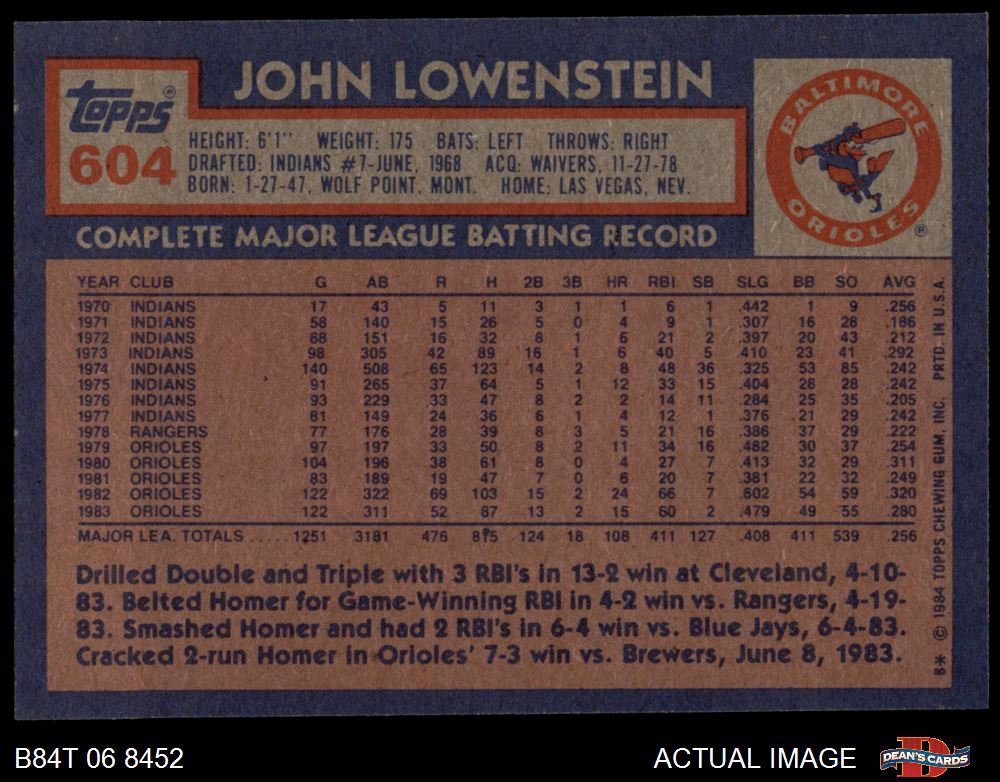 JOHN LOWENSTEIN
TOPPS®
604
HEIGHT: 6'1" WEIGHT: 175 BATS: LEFT THROWS: RIGHT
DRAFTED: INDIANS #7-JUNE, 1968 ACQ: WAIVERS, 11-27-78
BORN: 1-27-47, WOLF POINT, MONT. HOME: LAS VEGAS, NEV.
BALTIMORE
ORIOLES ®
COMPLETE MAJOR LEAGUE BATTING RECORD
YEAR CLUB G AB R H 2B 3B HR RBI SB SLG BB SO AVG
1970 INDIANS 17 43 5 11 3 1 1 6 1 .442 1 9 .256
1971 INDIANS 58 140 15 26 5 0 4 9 1 .307 16 28 .186
1972 INDIANS 68 151 16 32 8 1 6 21 2 .397 20 43 .212
1973 INDIANS 98 305 42 89 16 1 6 40 5 .410 23 41 .292
1974 INDIANS 140 508 65 123 14 2 8 48 36 .325 53 85 .242
1975 INDIANS 91 265 37 64 5 1 12 33 15 .404 28 28 .242
1976 INDIANS 93 229 33 47 8 2 2 14 11 .284 25 35 .205
1977 INDIANS 81 149 24 36 6 1 4 12 1 .376 21 29 .242
1978 RANGERS 77 176 28 39 8 3 5 21 16 .386 37 29 .222
1979 ORIOLES 97 197 33 50 8 2 11 34 16 .482 30 37 .254
1980 ORIOLES 104 196 38 61 8 0 4 27 7 .413 32 29 .311
1981 ORIOLES 83 189 19 47 7 0 6 20 7 .381 22 32 .249
1982 ORIOLES 122 322 69 103 15 2 24 66 7 .602 54 59 .320
1983 ORIOLES 122 311 52 87 13 2 15 60 2 .479 49 55 .280
MAJOR LEA. TOTALS ..... 1251 3181 476 815 124 18 108 411 127 .408 411 539 .256
Drilled Double and Triple with 3 RBI's in 13-2 win at Cleveland, 4-10-
83. Belted Homer for Game-Winning RBI in 4-2 win vs. Rangers, 4-19-
83. Smashed Homer and had 2 RBI's in 6-4 win vs. Blue Jays, 6-4-83.
Cracked 2-run Homer in Orioles' 7-3 win vs. Brewers, June 8, 1983.
B* © 1984 TOPPS CHEWING GUM, INC. PRTD. IN U.S.A.
B84T 06 8452
ACTUAL IMAGE
DEAN'S CARDS